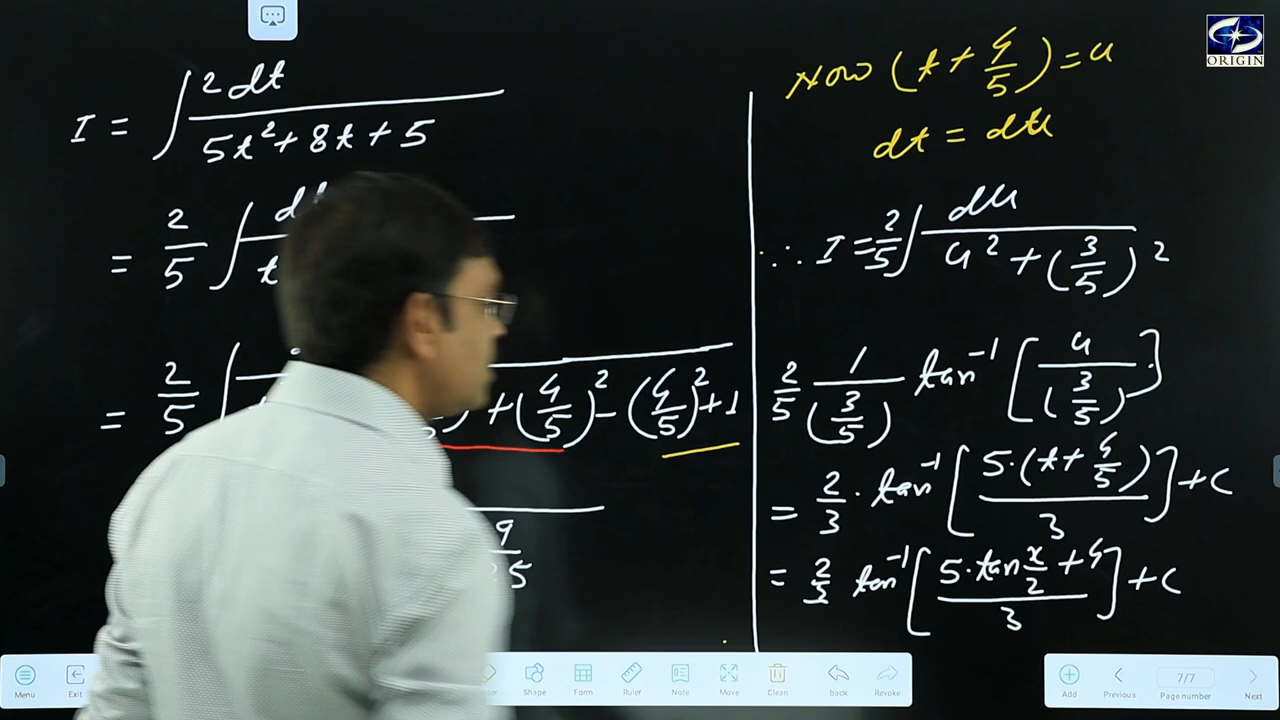 I = ∫ 2dt / 5t² + 8t + 5
= 2/5 ∫
= 2/5 ∫ + (4/5)² - (4/5)² + 1
9
Now (t + 4/5) = u
dt = du
∴ I = 2/5 ∫ du / u² + (3/5)²
2/5 1/(3/5) tan⁻¹ [u/(3/5)]
= 2/3 · tan⁻¹ [5·(t + 4/5) / 3] + C
= 2/3 tan⁻¹ [5·tan x/2 + 4 / 3] + C
ORIGIN
Menu
Exit
Shape
Form
Ruler
Note
Move
Clean
back
Revoke
Add
Previous
7/7
Page number
Next